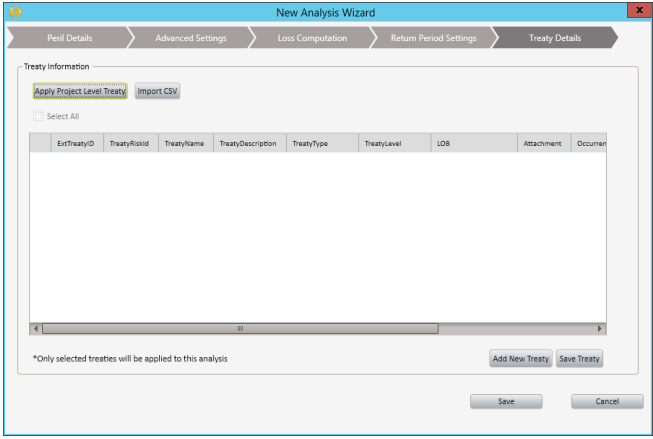 New Analysis Wizard
x
Peril Details
Advanced Settings
Loss Computation
Return Period Settings
Treaty Details
Treaty Information
Apply Project Level Treaty
Import CSV
Select All
ExtTreatyID TreatyRiskId TreatyName TreatyDescription TreatyType TreatyLevel LOB Attachment Occurren
*Only selected treaties will be applied to this analysis
Add New Treaty
Save Treaty
Save
Cancel